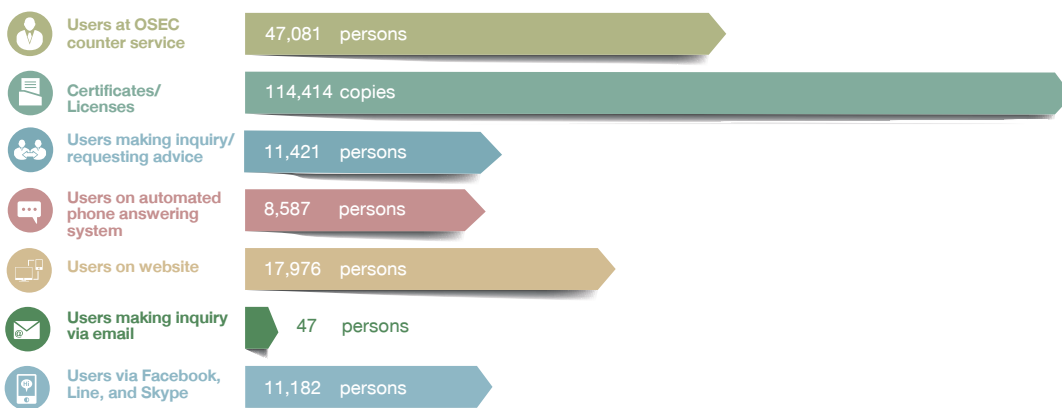 Users at OSEC
counter service
47,081 persons
Certificates/
Licenses
114,414 copies
Users making inquiry/
requesting advice
11,421 persons
Users on automated
phone answering
system
8,587 persons
Users on website
17,976 persons
Users making inquiry
via email
47 persons
@
Users via Facebook,
Line, and Skype
11,182 persons